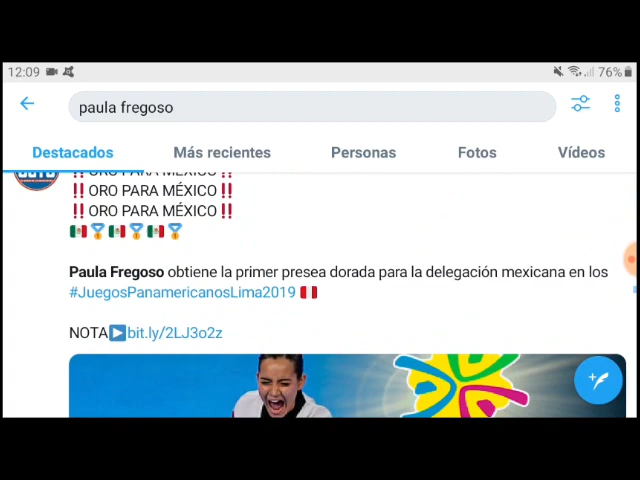 12:09
76%
paula fregoso
Destacados
Más recientes
Personas
Fotos
Vídeos
‼ORO PARA MÉXICO‼
‼ORO PARA MÉXICO‼
‼ORO PARA MÉXICO‼
Paula Fregoso obtiene la primer presea dorada para la delegación mexicana en los
#JuegosPanamericanosLima2019
NOTA▶bit.ly/2LJ3o2z